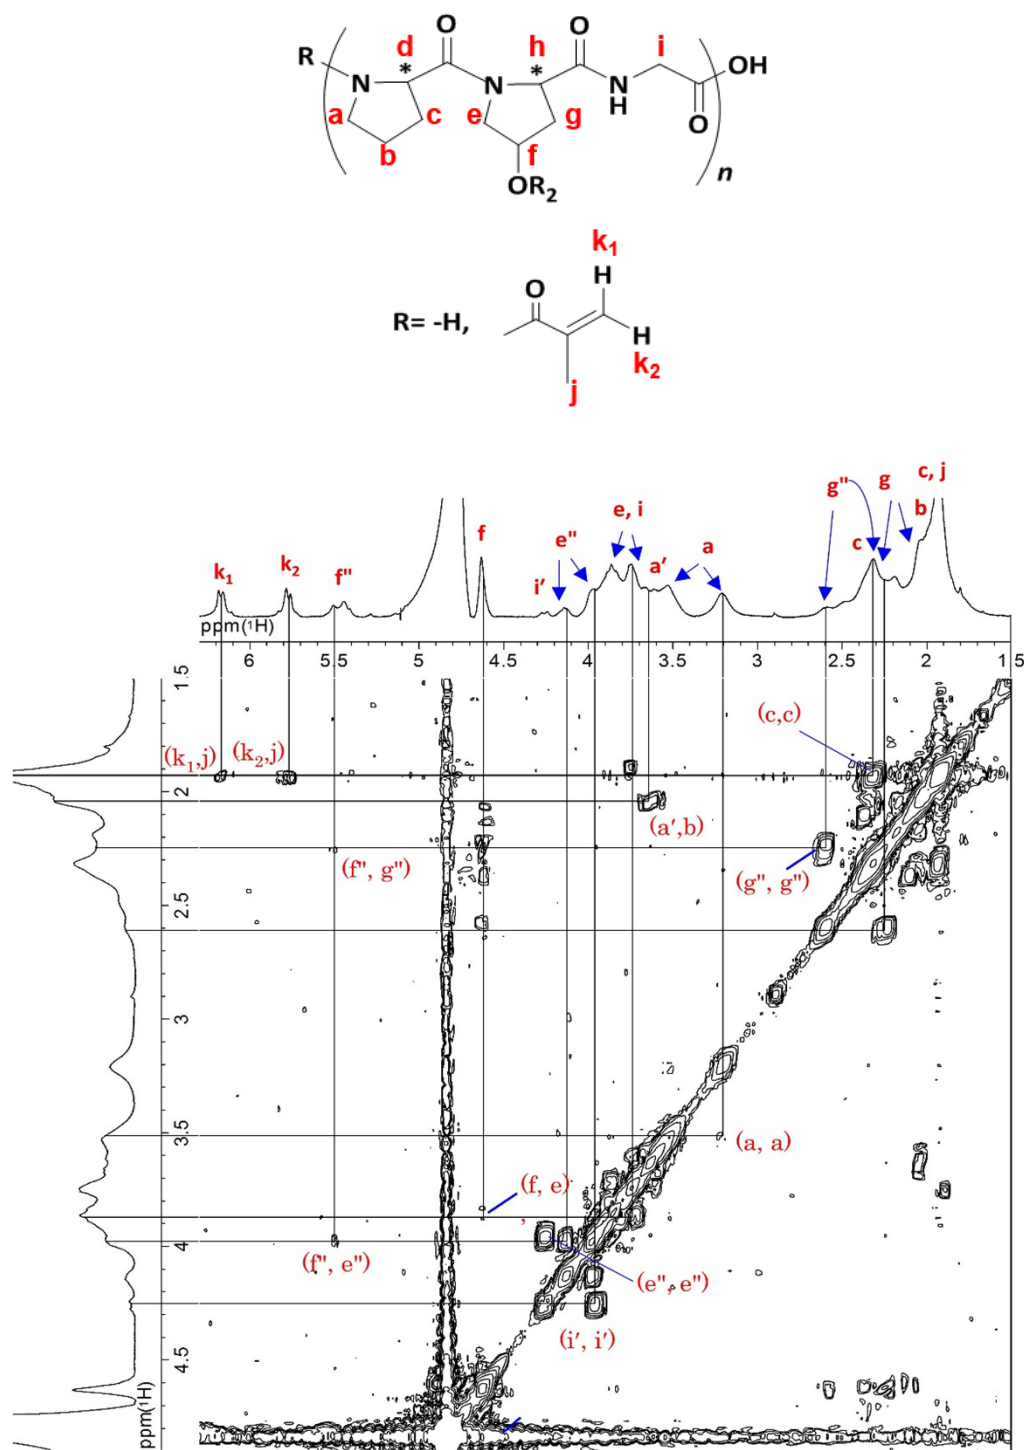 O O
R d h i
* * OH
N N N
H
a c e g O
b f
OR₂ n
k₁
H
O
R= -H,
H
k₂
j
c, j
g" g
e, i b
f e" c
k₁ k₂ f" i′ a′ a
ppm(¹H)
6 5.5 5 4.5 4 3.5 3 2.5 2 1.5
1.5
(c,c)
(k₁,j) (k₂,j)
2
(a′,b)
(f", g") (g", g")
2.5
3
3.5
(a, a)
(f, e)
,
4
(f", e")
(e", e")
(i′, i′)
4.5
ppm(¹H)